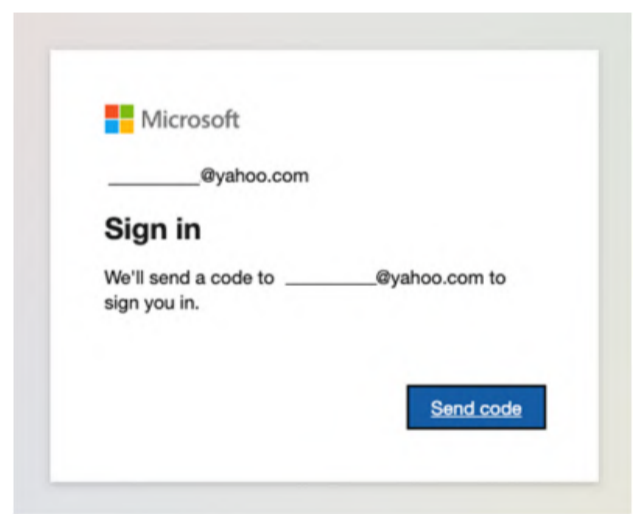 Microsoft
_________@yahoo.com
Sign in
We'll send a code to _________@yahoo.com to
sign you in.
Send code